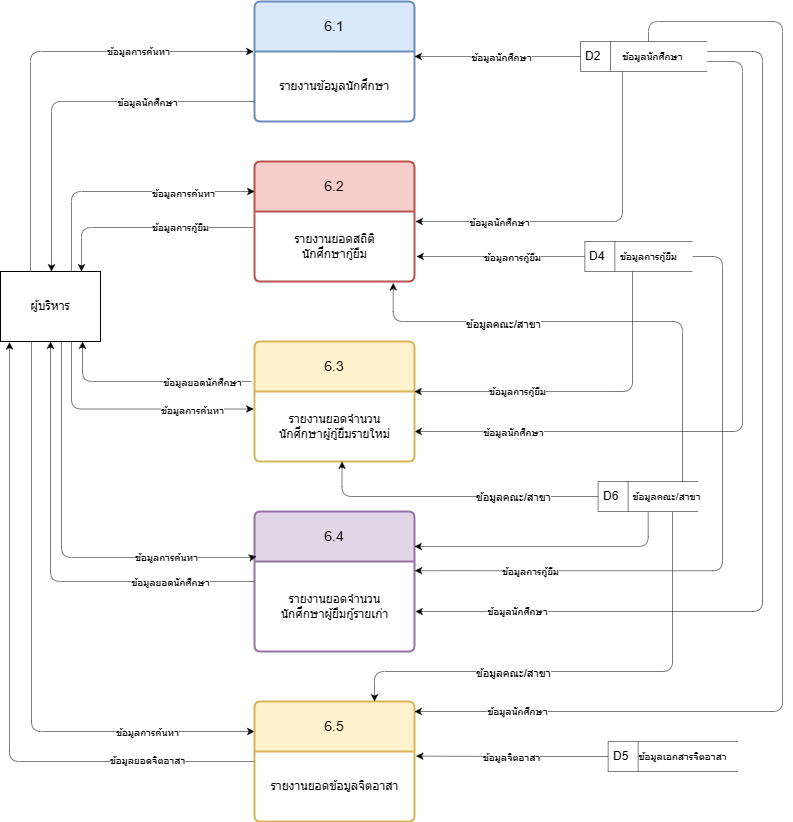 6.1
ข้อมูลการค้นหา
ข้อมูลนักศึกษา
D2
ข้อมูลนักศึกษา
รายงานข้อมูลนักศึกษา
ข้อมูลนักศึกษา
6.2
ข้อมูลการค้นหา
ข้อมูลนักศึกษา
ข้อมูลการกู้ยืม
รายงานยอดสถิติ
นักศึกษากู้ยืม
ข้อมูลการกู้ยืม
D4
ข้อมูลการกู้ยืม
ผู้บริหาร
ข้อมูลคณะ/สาขา
6.3
ข้อมูลยอดนักศึกษา
ข้อมูลการกู้ยืม
ข้อมูลการค้นหา
รายงานยอดจำนวน
นักศึกษาผู้กู้ยืมรายใหม่
ข้อมูลนักศึกษา
ข้อมูลคณะ/สาขา
D6
ข้อมูลคณะ/สาขา
6.4
ข้อมูลการค้นหา
ข้อมูลการกู้ยืม
ข้อมูลยอดนักศึกษา
รายงานยอดจำนวน
นักศึกษาผู้ยืมกู้รายเก่า
ข้อมูลนักศึกษา
ข้อมูลคณะ/สาขา
6.5
ข้อมูลนักศึกษา
ข้อมูลการค้นหา
ข้อมูลยอดจิตอาสา
ข้อมูลจิตอาสา
D5
ข้อมูลเอกสารจิตอาสา
รายงานยอดข้อมูลจิตอาสา